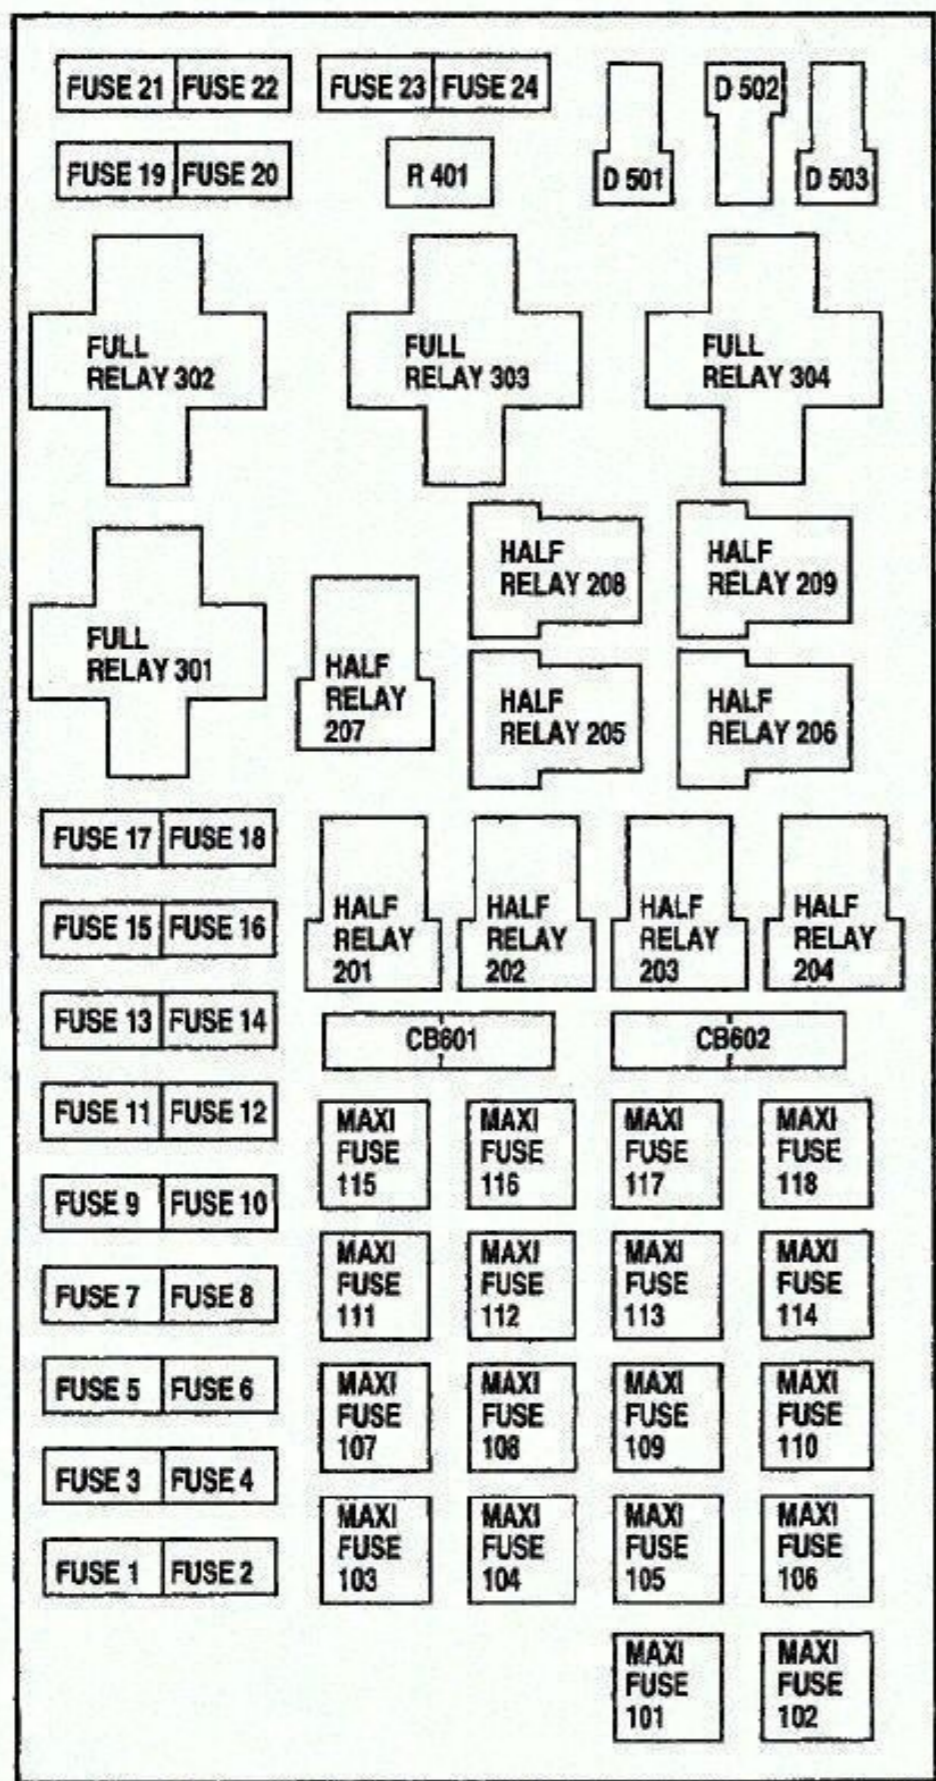 FUSE 21 FUSE 22 FUSE 23 FUSE 24
D 502
FUSE 19 FUSE 20 R 401 D 501 D 503
FULL
RELAY 302
FULL
RELAY 303
FULL
RELAY 304
HALF
RELAY 208
HALF
RELAY 209
FULL
RELAY 301
HALF
RELAY
207
HALF
RELAY 205
HALF
RELAY 206
FUSE 17 FUSE 18
FUSE 15 FUSE 16
HALF
RELAY
201
HALF
RELAY
202
HALF
RELAY
203
HALF
RELAY
204
FUSE 13 FUSE 14
CB601 CB602
FUSE 11 FUSE 12
MAXI
FUSE
115
MAXI
FUSE
116
MAXI
FUSE
117
MAXI
FUSE
118
FUSE 9 FUSE 10
FUSE 7 FUSE 8
MAXI
FUSE
111
MAXI
FUSE
112
MAXI
FUSE
113
MAXI
FUSE
114
FUSE 5 FUSE 6
MAXI
FUSE
107
MAXI
FUSE
108
MAXI
FUSE
109
MAXI
FUSE
110
FUSE 3 FUSE 4
FUSE 1 FUSE 2
MAXI
FUSE
103
MAXI
FUSE
104
MAXI
FUSE
105
MAXI
FUSE
106
MAXI
FUSE
101
MAXI
FUSE
102